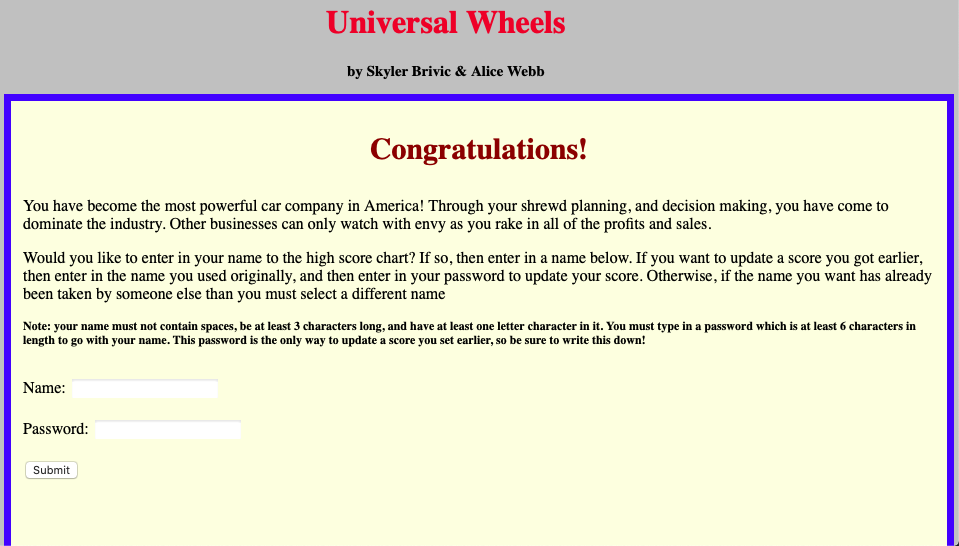 Universal Wheels
by Skyler Brivic & Alice Webb
Congratulations!
You have become the most powerful car company in America! Through your shrewd planning, and decision making, you have come to
dominate the industry. Other businesses can only watch with envy as you rake in all of the profits and sales.
Would you like to enter in your name to the high score chart? If so, then enter in a name below. If you want to update a score you got earlier,
then enter in the name you used originally, and then enter in your password to update your score. Otherwise, if the name you want has already
been taken by someone else than you must select a different name
Note: your name must not contain spaces, be at least 3 characters long, and have at least one letter character in it. You must type in a password which is at least 6 characters in
length to go with your name. This password is the only way to update a score you set earlier, so be sure to write this down!
Name:
Password:
Submit